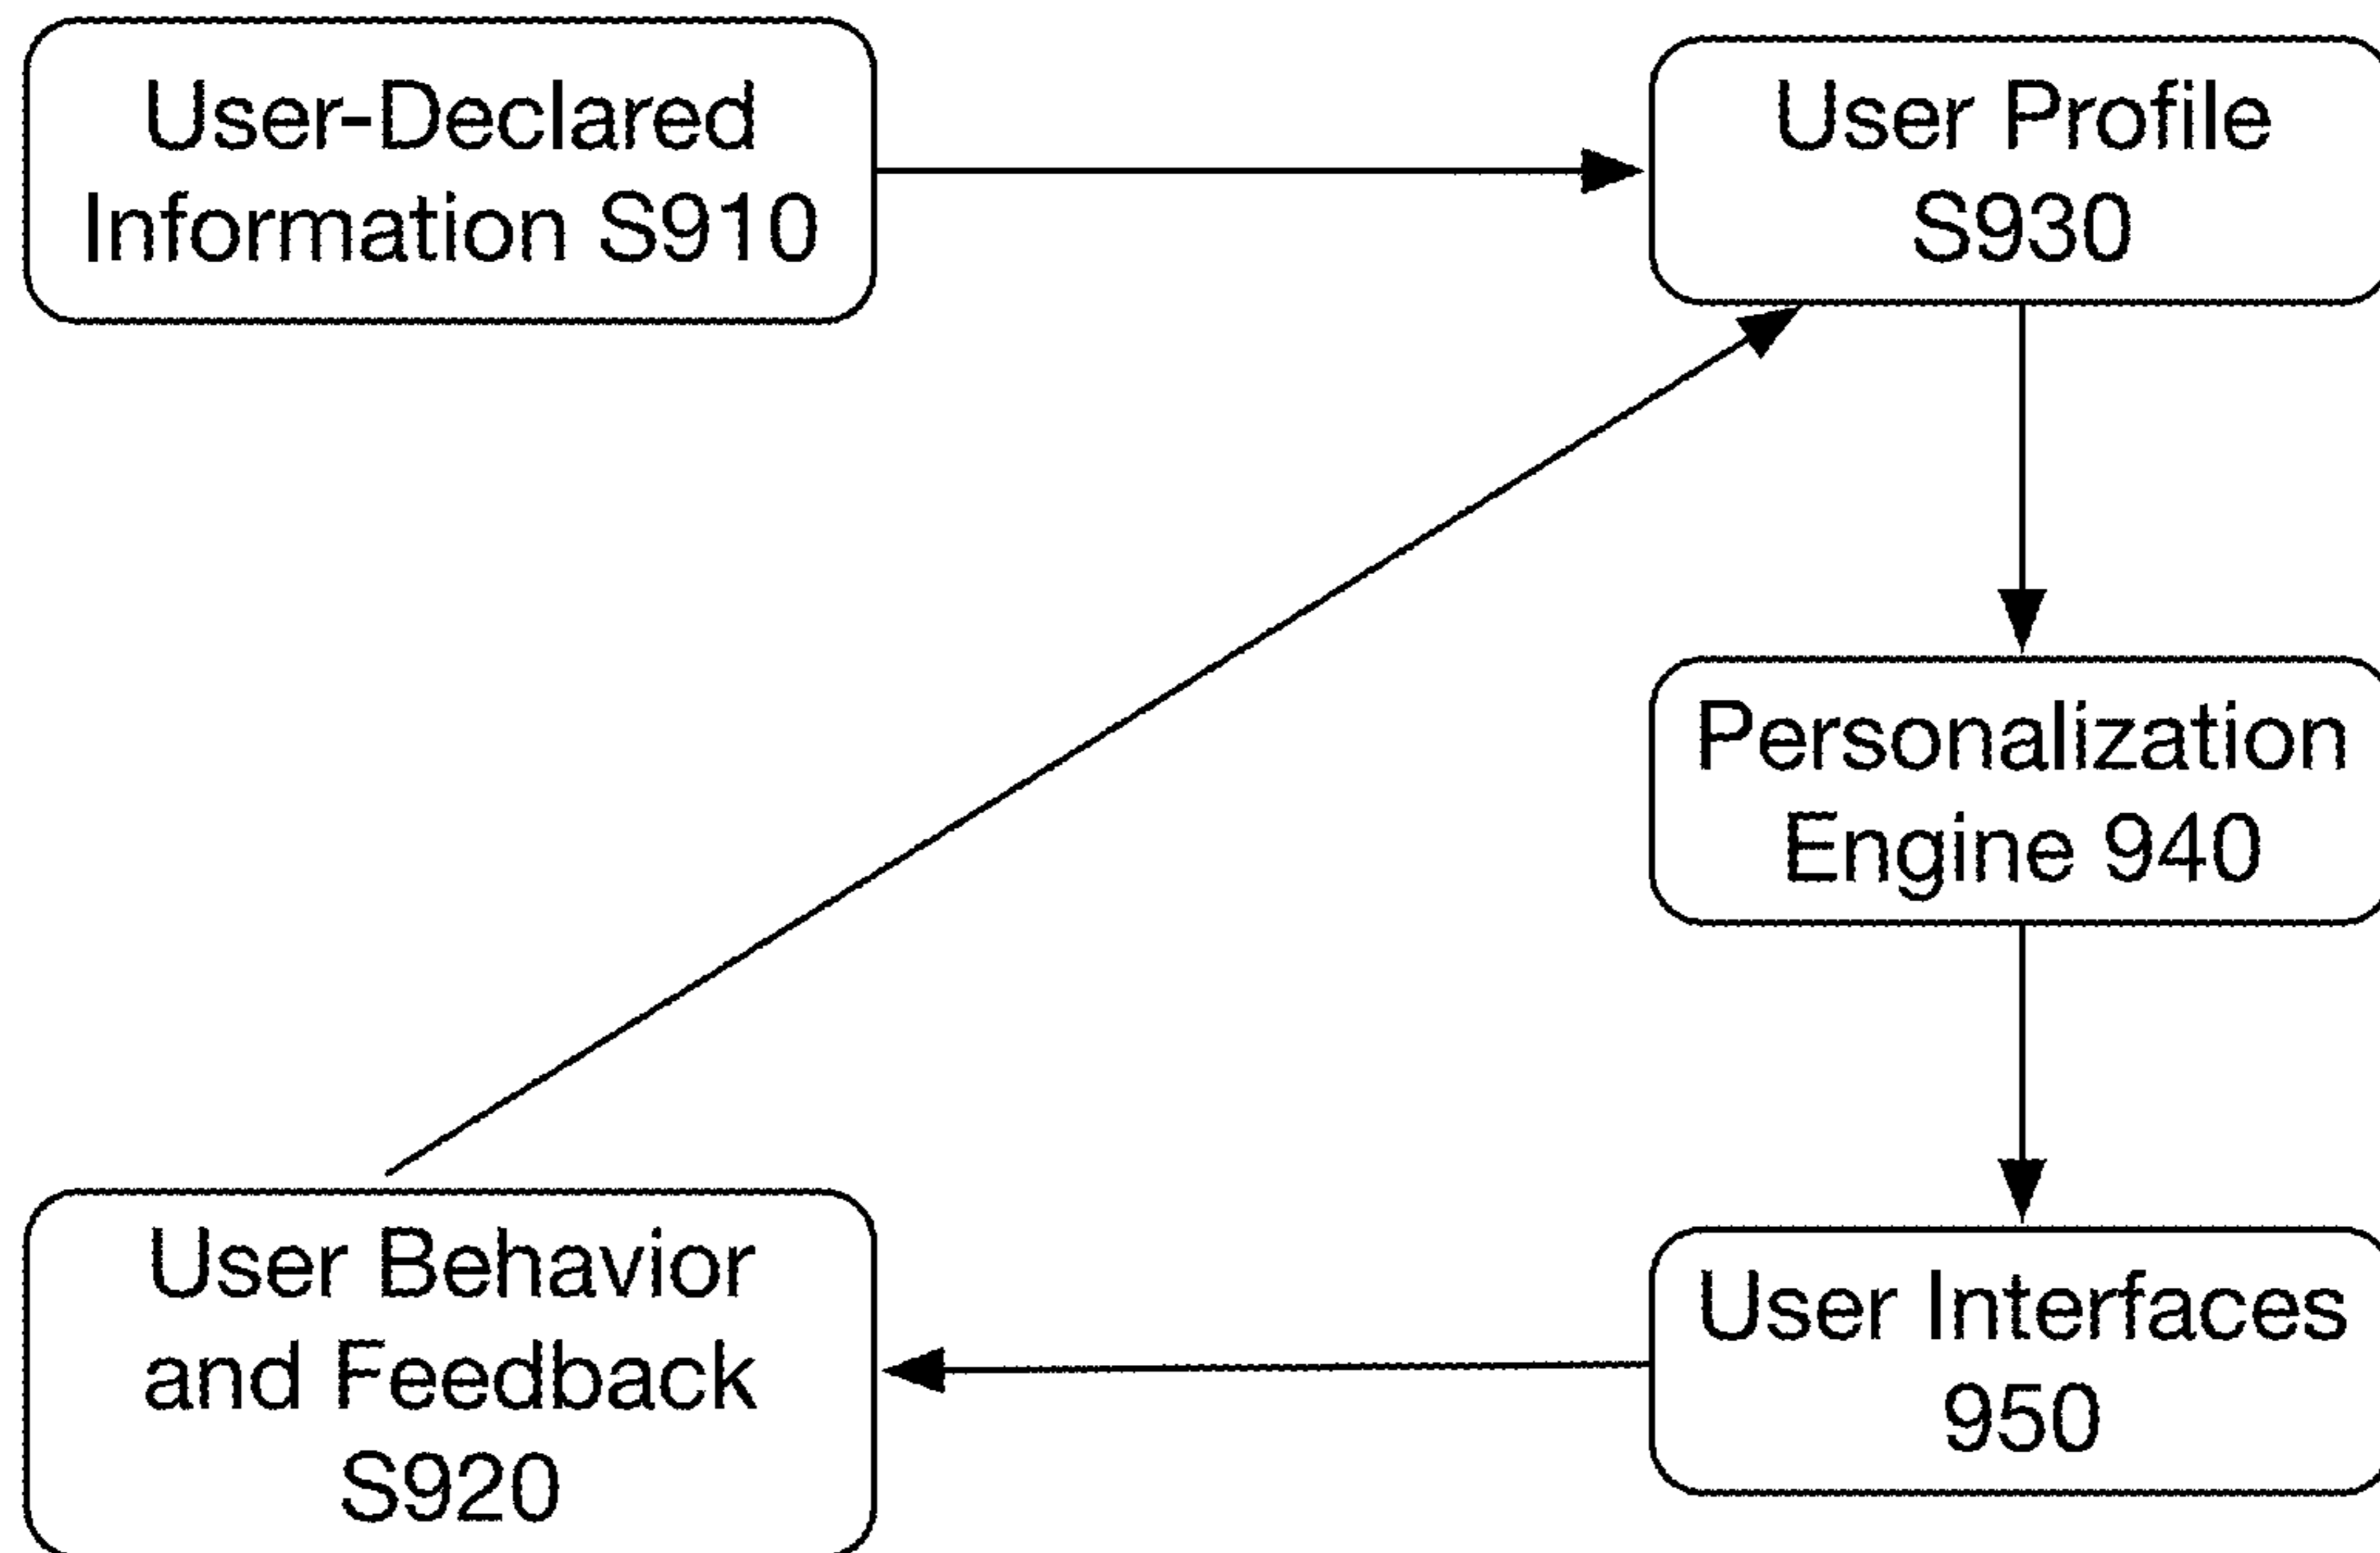 User-Declared
Information S910
User Profile
S930
Personalization
Engine 940
User Behavior
and Feedback
S920
User Interfaces
950